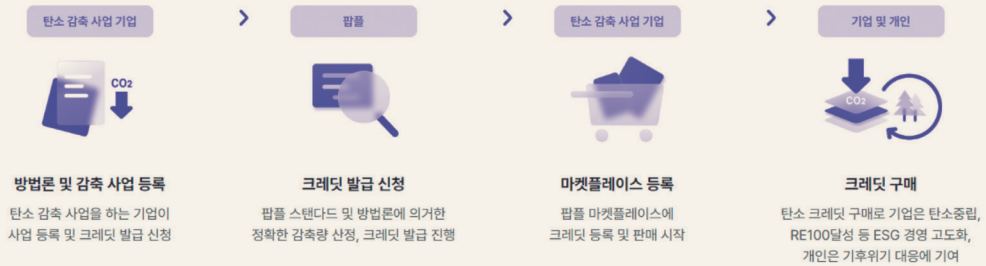 탄소 감축 사업 기업
팝플
탄소 감축 사업 기업
기업 및 개인
CO₂
CO₂
방법론 및 감축 사업 등록
탄소 감축 사업을 하는 기업이
사업 등록 및 크레딧 발급 신청
크레딧 발급 신청
팝플 스탠다드 및 방법론에 의거한
정확한 감축량 산정, 크레딧 발급 진행
마켓플레이스 등록
팝플 마켓플레이스에
크레딧 등록 및 판매 시작
크레딧 구매
탄소 크레딧 구매로 기업은 탄소중립,
RE100달성 등 ESG 경영 고도화,
개인은 기후위기 대응에 기여